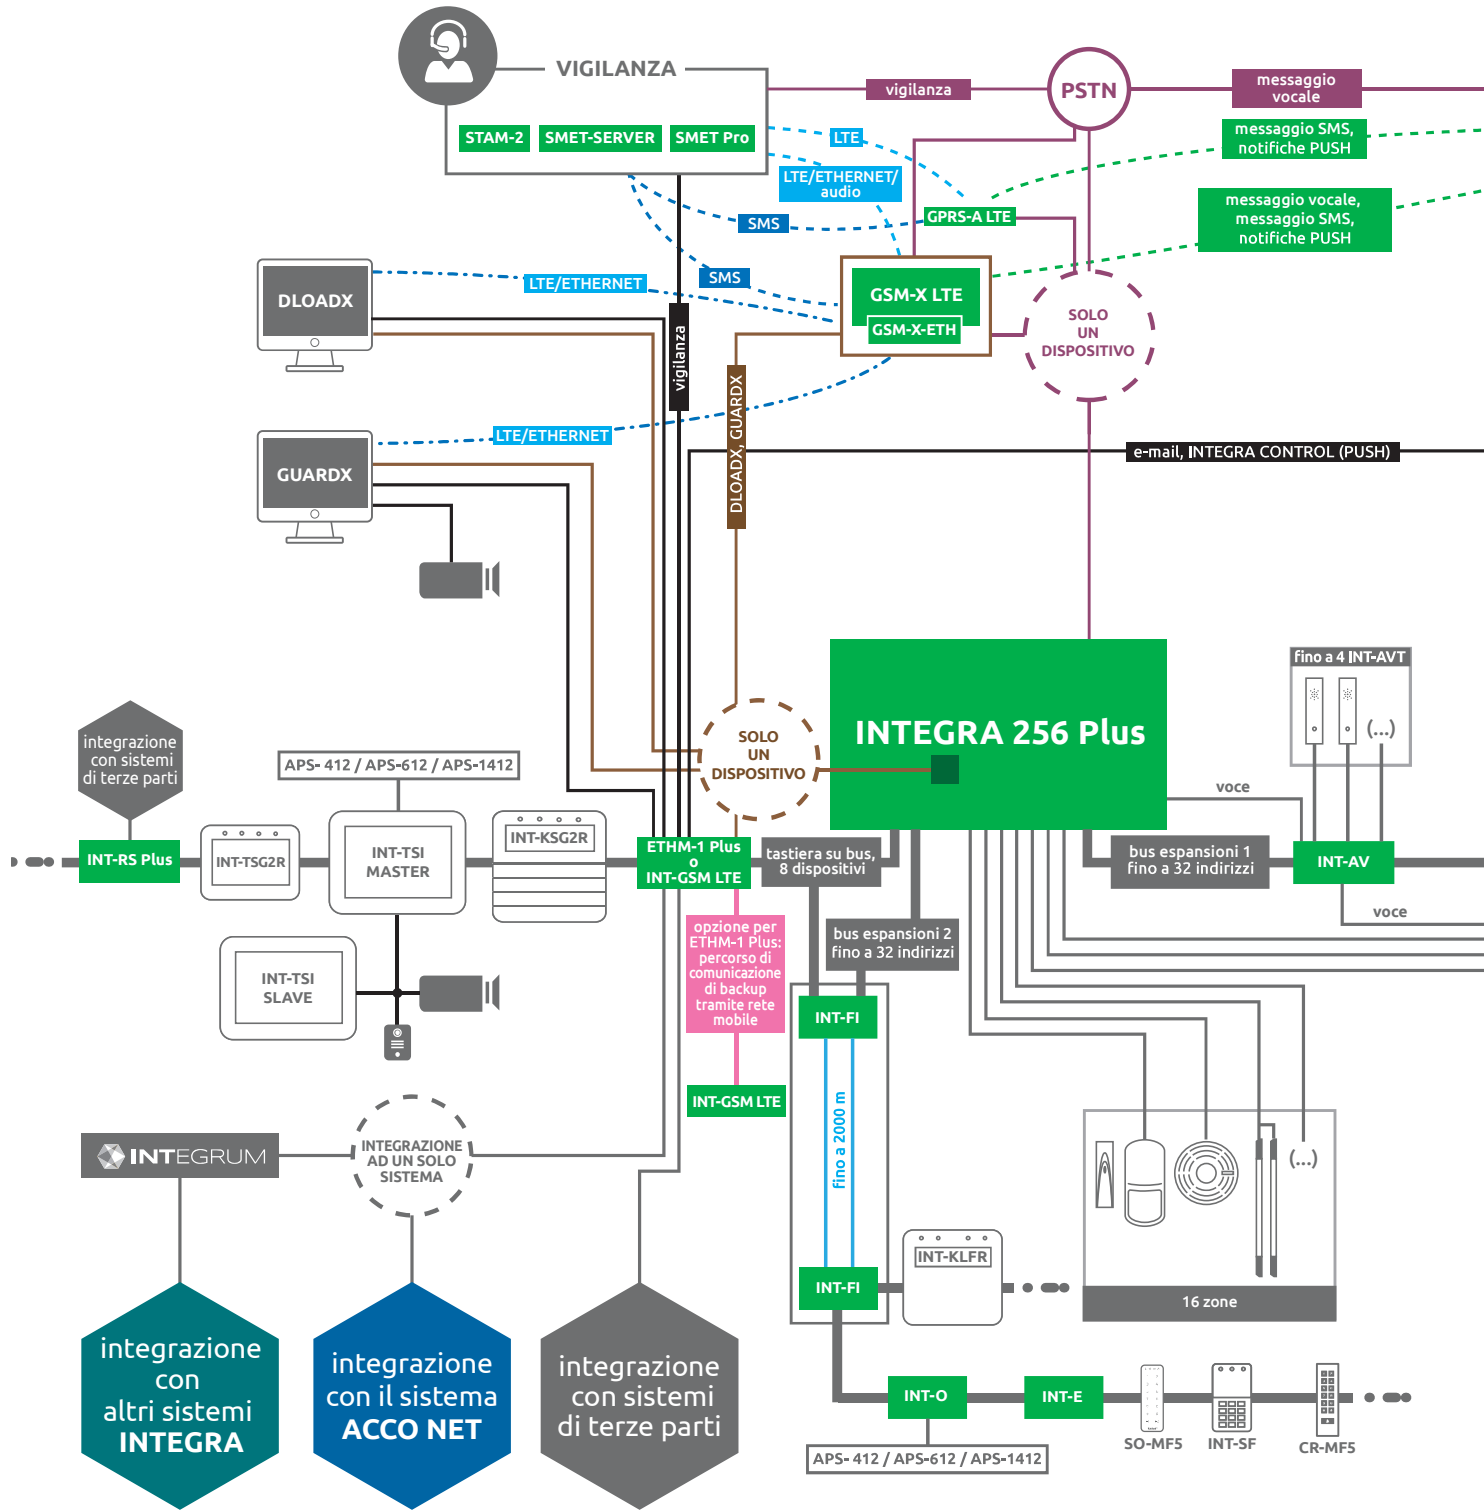 VIGILANZA
STAM-2
SMET-SERVER
SMET Pro
vigilanza
PSTN
messaggio
vocale
messaggio SMS,
notifiche PUSH
LTE
LTE/ETHERNET/
audio
messaggio vocale,
messaggio SMS,
notifiche PUSH
SMS
GPRS-A LTE
DLOADX
LTE/ETHERNET
SMS
GSM-X LTE
GSM-X-ETH
SOLO
UN
DISPOSITIVO
vigilanza
DLOADX, GUARDX
GUARDX
LTE/ETHERNET
e-mail, INTEGRA CONTROL (PUSH)
INTEGRA 256 Plus
fino a 4 INT-AVT
(...)
SOLO
UN
DISPOSITIVO
integrazione
con sistemi
di terze parti
APS- 412 / APS-612 / APS-1412
voce
INT-RS Plus
INT-TSG2R
INT-TSI
MASTER
INT-KSG2R
ETHM-1 Plus
o
INT-GSM LTE
tastiera su bus,
8 dispositivi
bus espansioni 1
fino a 32 indirizzi
INT-AV
voce
opzione per
ETHM-1 Plus:
percorso di
comunicazione
di backup
tramite rete
mobile
bus espansioni 2
fino a 32 indirizzi
INT-TSI
SLAVE
INT-FI
INT-GSM LTE
fino a 2000 m
INTEGRUM
INTEGRAZIONE
AD UN SOLO
SISTEMA
(...)
INT-KLFR
INT-FI
16 zone
integrazione
con
altri sistemi
INTEGRA
integrazione
con il sistema
ACCO NET
integrazione
con sistemi
di terze parti
INT-O
INT-E
SO-MF5
INT-SF
CR-MF5
APS- 412 / APS-612 / APS-1412